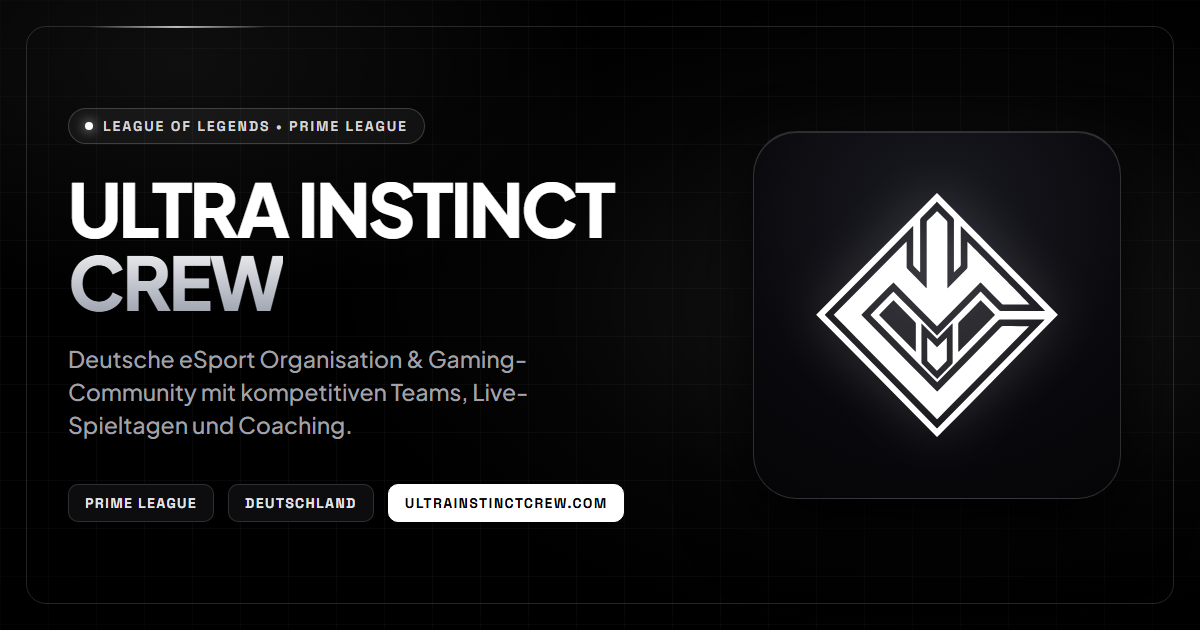 LEAGUE OF LEGENDS • PRIME LEAGUE
ULTRA INSTINCT
CREW
Deutsche eSport Organisation & Gaming-
Community mit kompetitiven Teams, Live-
Spieltagen und Coaching.
PRIME LEAGUE
DEUTSCHLAND
ULTRAINSTINCTCREW.COM